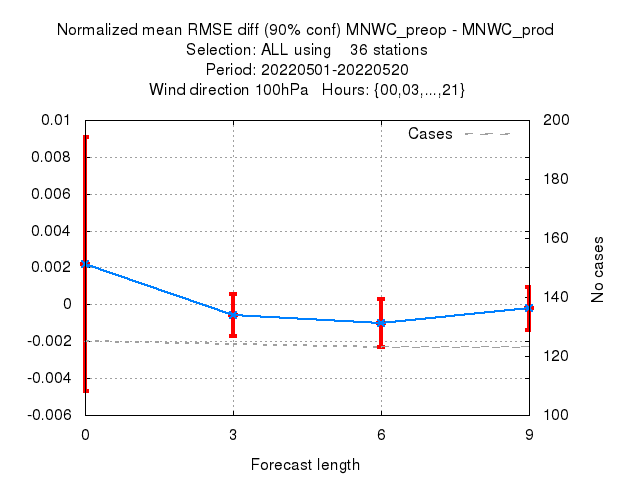 Normalized mean RMSE diff (90% conf) MNWC_preop - MNWC_prod
Selection: ALL using    36 stations
Period: 20220501-20220520
Wind direction 100hPa   Hours: {00,03,...,21}
Cases
0.01
0.008
0.006
0.004
0.002
0
-0.002
-0.004
-0.006
200
180
160
140
120
100
No cases
0 3 6 9
Forecast length